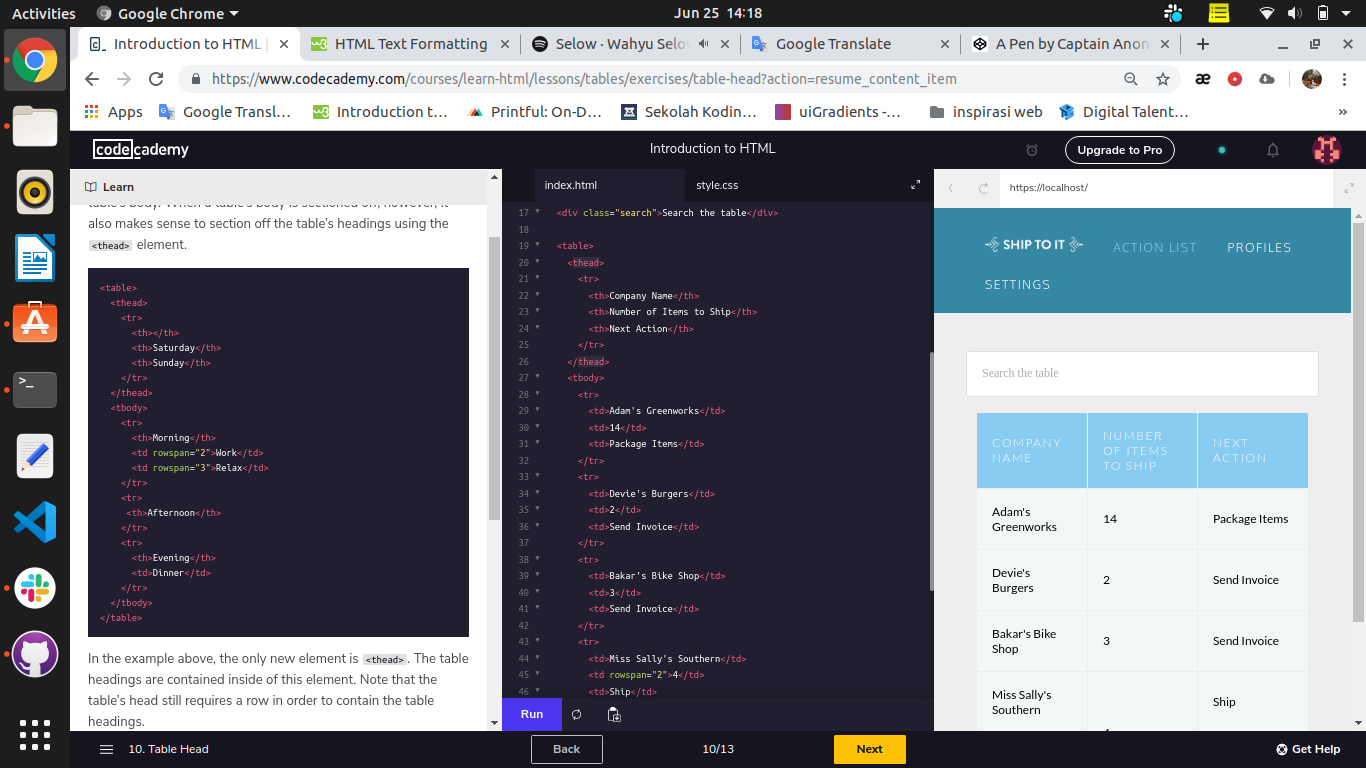 Activities
Google Chrome
Jun 25 14:18
Introduction to HTML
HTML Text Formatting
Selow · Wahyu Selow
Google Translate
A Pen by Captain Anon
https://www.codecademy.com/courses/learn-html/lessons/tables/exercises/table-head?action=resume_content_item
Apps
Google Transl...
Introduction t...
Printful: On-D...
Sekolah Kodin...
uiGradients -...
inspirasi web
Digital Talent...
codecademy
Introduction to HTML
Upgrade to Pro
Learn
table's body. When a table's body is sectioned off, however, it
also makes sense to section off the table's headings using the
<thead> element.
<table>
<thead>
<tr>
<th></th>
<th>Saturday</th>
<th>Sunday</th>
</tr>
</thead>
<tbody>
<tr>
<th>Morning</th>
<td rowspan="2">Work</td>
<td rowspan="3">Relax</td>
</tr>
<tr>
<th>Afternoon</th>
</tr>
<tr>
<th>Evening</th>
<td>Dinner</td>
</tr>
</tbody>
</table>
In the example above, the only new element is <thead>. The table
headings are contained inside of this element. Note that the
table's head still requires a row in order to contain the table
headings.
index.html
style.css
17 <div class="search">Search the table</div>
18
19 <table>
20 <thead>
21 <tr>
22 <th>Company Name</th>
23 <th>Number of Items to Ship</th>
24 <th>Next Action</th>
25 </tr>
26 </thead>
27 <tbody>
28 <tr>
29 <td>Adam's Greenworks</td>
30 <td>14</td>
31 <td>Package Items</td>
32 </tr>
33 <tr>
34 <td>Devie's Burgers</td>
35 <td>2</td>
36 <td>Send Invoice</td>
37 </tr>
38 <tr>
39 <td>Bakar's Bike Shop</td>
40 <td>3</td>
41 <td>Send Invoice</td>
42 </tr>
43 <tr>
44 <td>Miss Sally's Southern</td>
45 <td rowspan="2">4</td>
46 <td>Ship</td>
Run
https://localhost/
SHIP TO IT
ACTION LIST
PROFILES
SETTINGS
Search the table
COMPANY NAME
NUMBER OF ITEMS TO SHIP
NEXT ACTION
Adam's Greenworks
14
Package Items
Devie's Burgers
2
Send Invoice
Bakar's Bike Shop
3
Send Invoice
Miss Sally's Southern
Ship
10. Table Head
Back
10/13
Next
Get Help